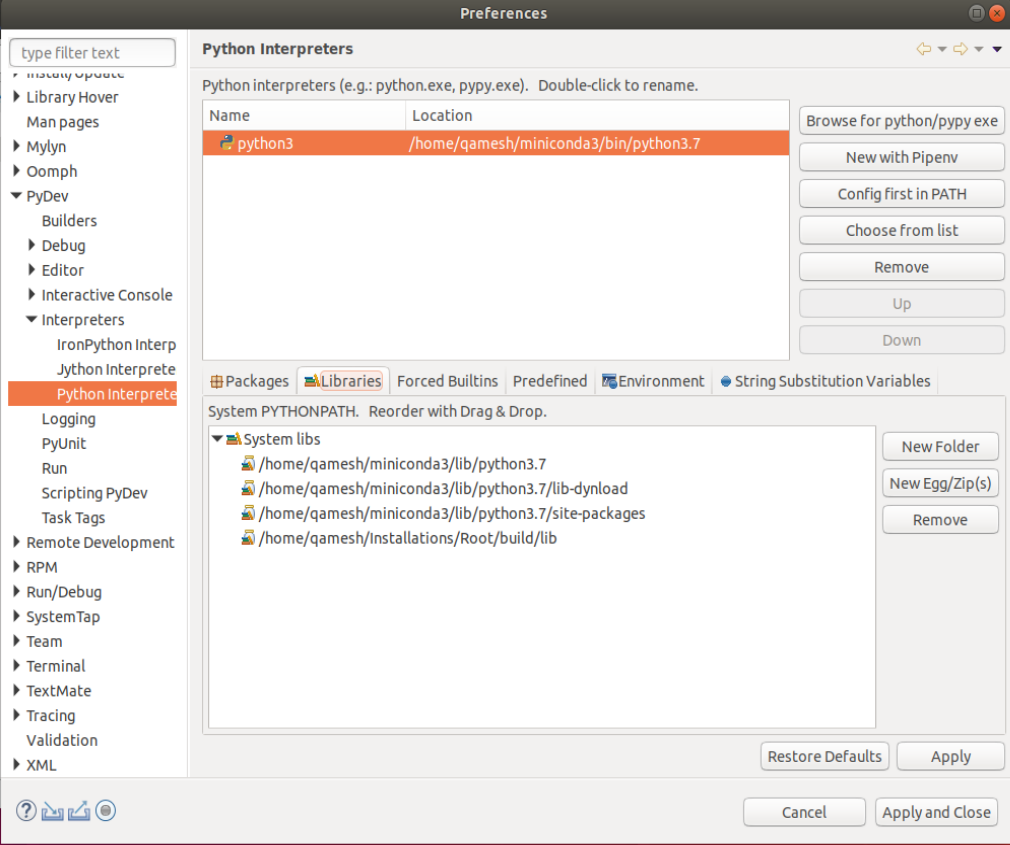 Preferences
type filter text
Install/Update
Library Hover
Man pages
Mylyn
Oomph
PyDev
Builders
Debug
Editor
Interactive Console
Interpreters
IronPython Interp
Jython Interprete
Python Interprete
Logging
PyUnit
Run
Scripting PyDev
Task Tags
Remote Development
RPM
Run/Debug
SystemTap
Team
Terminal
TextMate
Tracing
Validation
XML
Python Interpreters
Python interpreters (e.g.: python.exe, pypy.exe). Double-click to rename.
Name Location
python3 /home/qamesh/miniconda3/bin/python3.7
Browse for python/pypy exe
New with Pipenv
Config first in PATH
Choose from list
Remove
Up
Down
Packages Libraries Forced Builtins Predefined Environment String Substitution Variables
System PYTHONPATH. Reorder with Drag & Drop.
System libs
/home/qamesh/miniconda3/lib/python3.7
/home/qamesh/miniconda3/lib/python3.7/lib-dynload
/home/qamesh/miniconda3/lib/python3.7/site-packages
/home/qamesh/Installations/Root/build/lib
New Folder
New Egg/Zip(s)
Remove
Restore Defaults Apply
Cancel Apply and Close